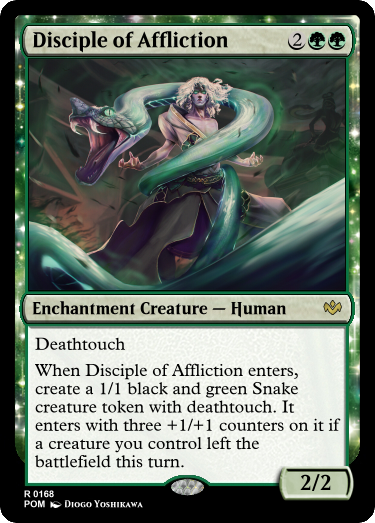 Disciple of Affliction 2
Enchantment Creature — Human
Deathtouch
When Disciple of Affliction enters,
create a 1/1 black and green Snake
creature token with deathtouch. It
enters with three +1/+1 counters on it if
a creature you control left the
battlefield this turn.
2/2
R 0168
POM Diogo Yoshikawa